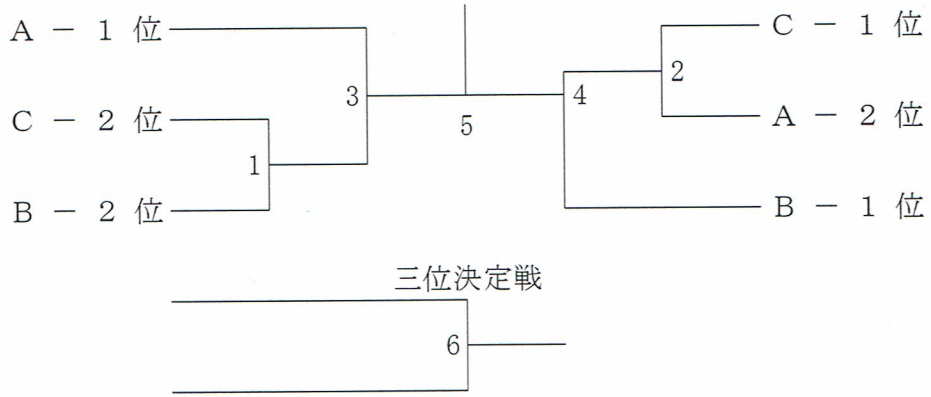 A － 1 位
C － 2 位
B － 2 位
1
3
5
4
2
C － 1 位
A － 2 位
B － 1 位
三位決定戦
6